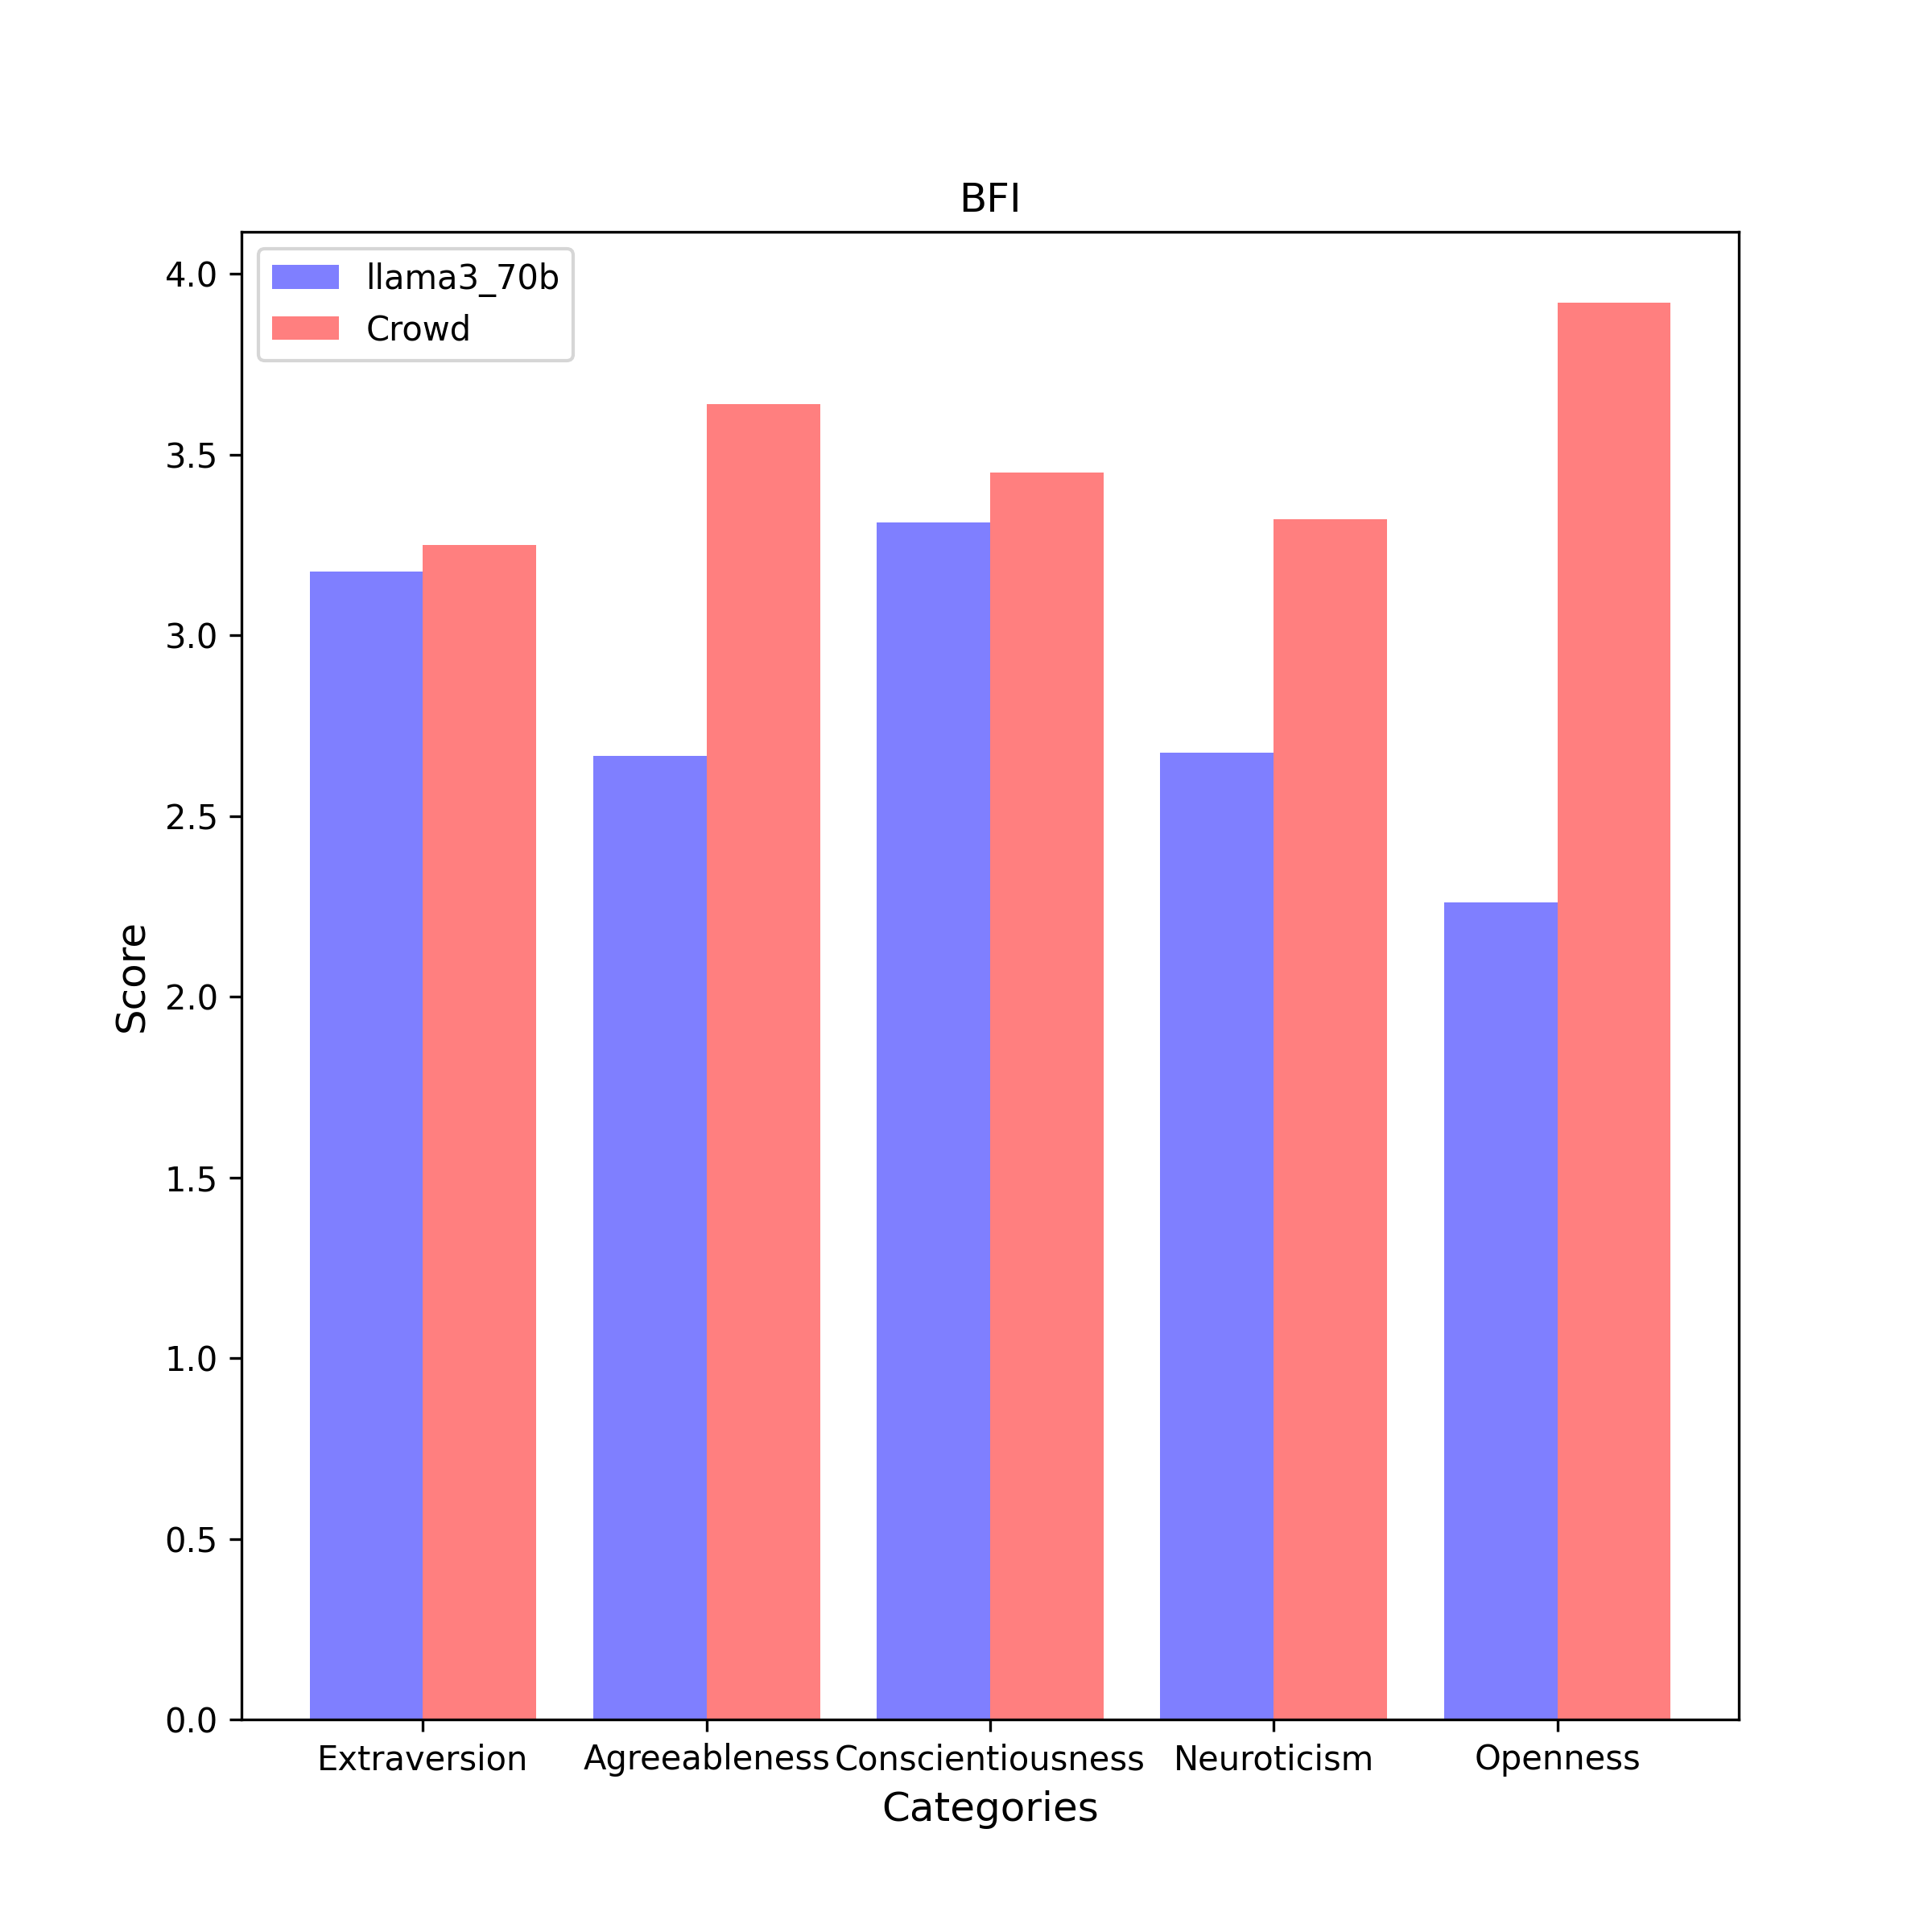 BFI
llama3_70b
Crowd
4.0
3.5
3.0
2.5
2.0
1.5
1.0
0.5
0.0
Score
Extraversion Agreeableness Conscientiousness Neuroticism Openness
Categories